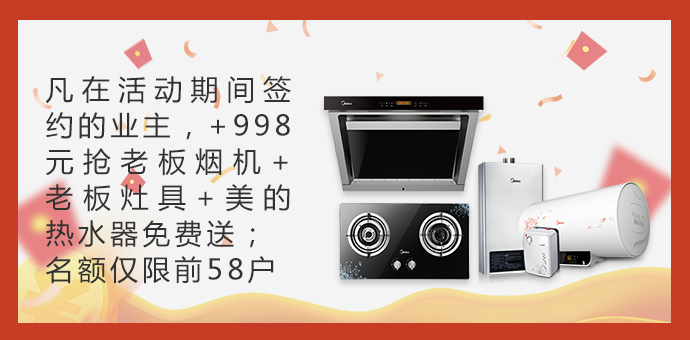 凡在活动期间签
约的业主，+998
元抢老板烟机+
老板灶具+美的
热水器免费送；
名额仅限前58户
Midea